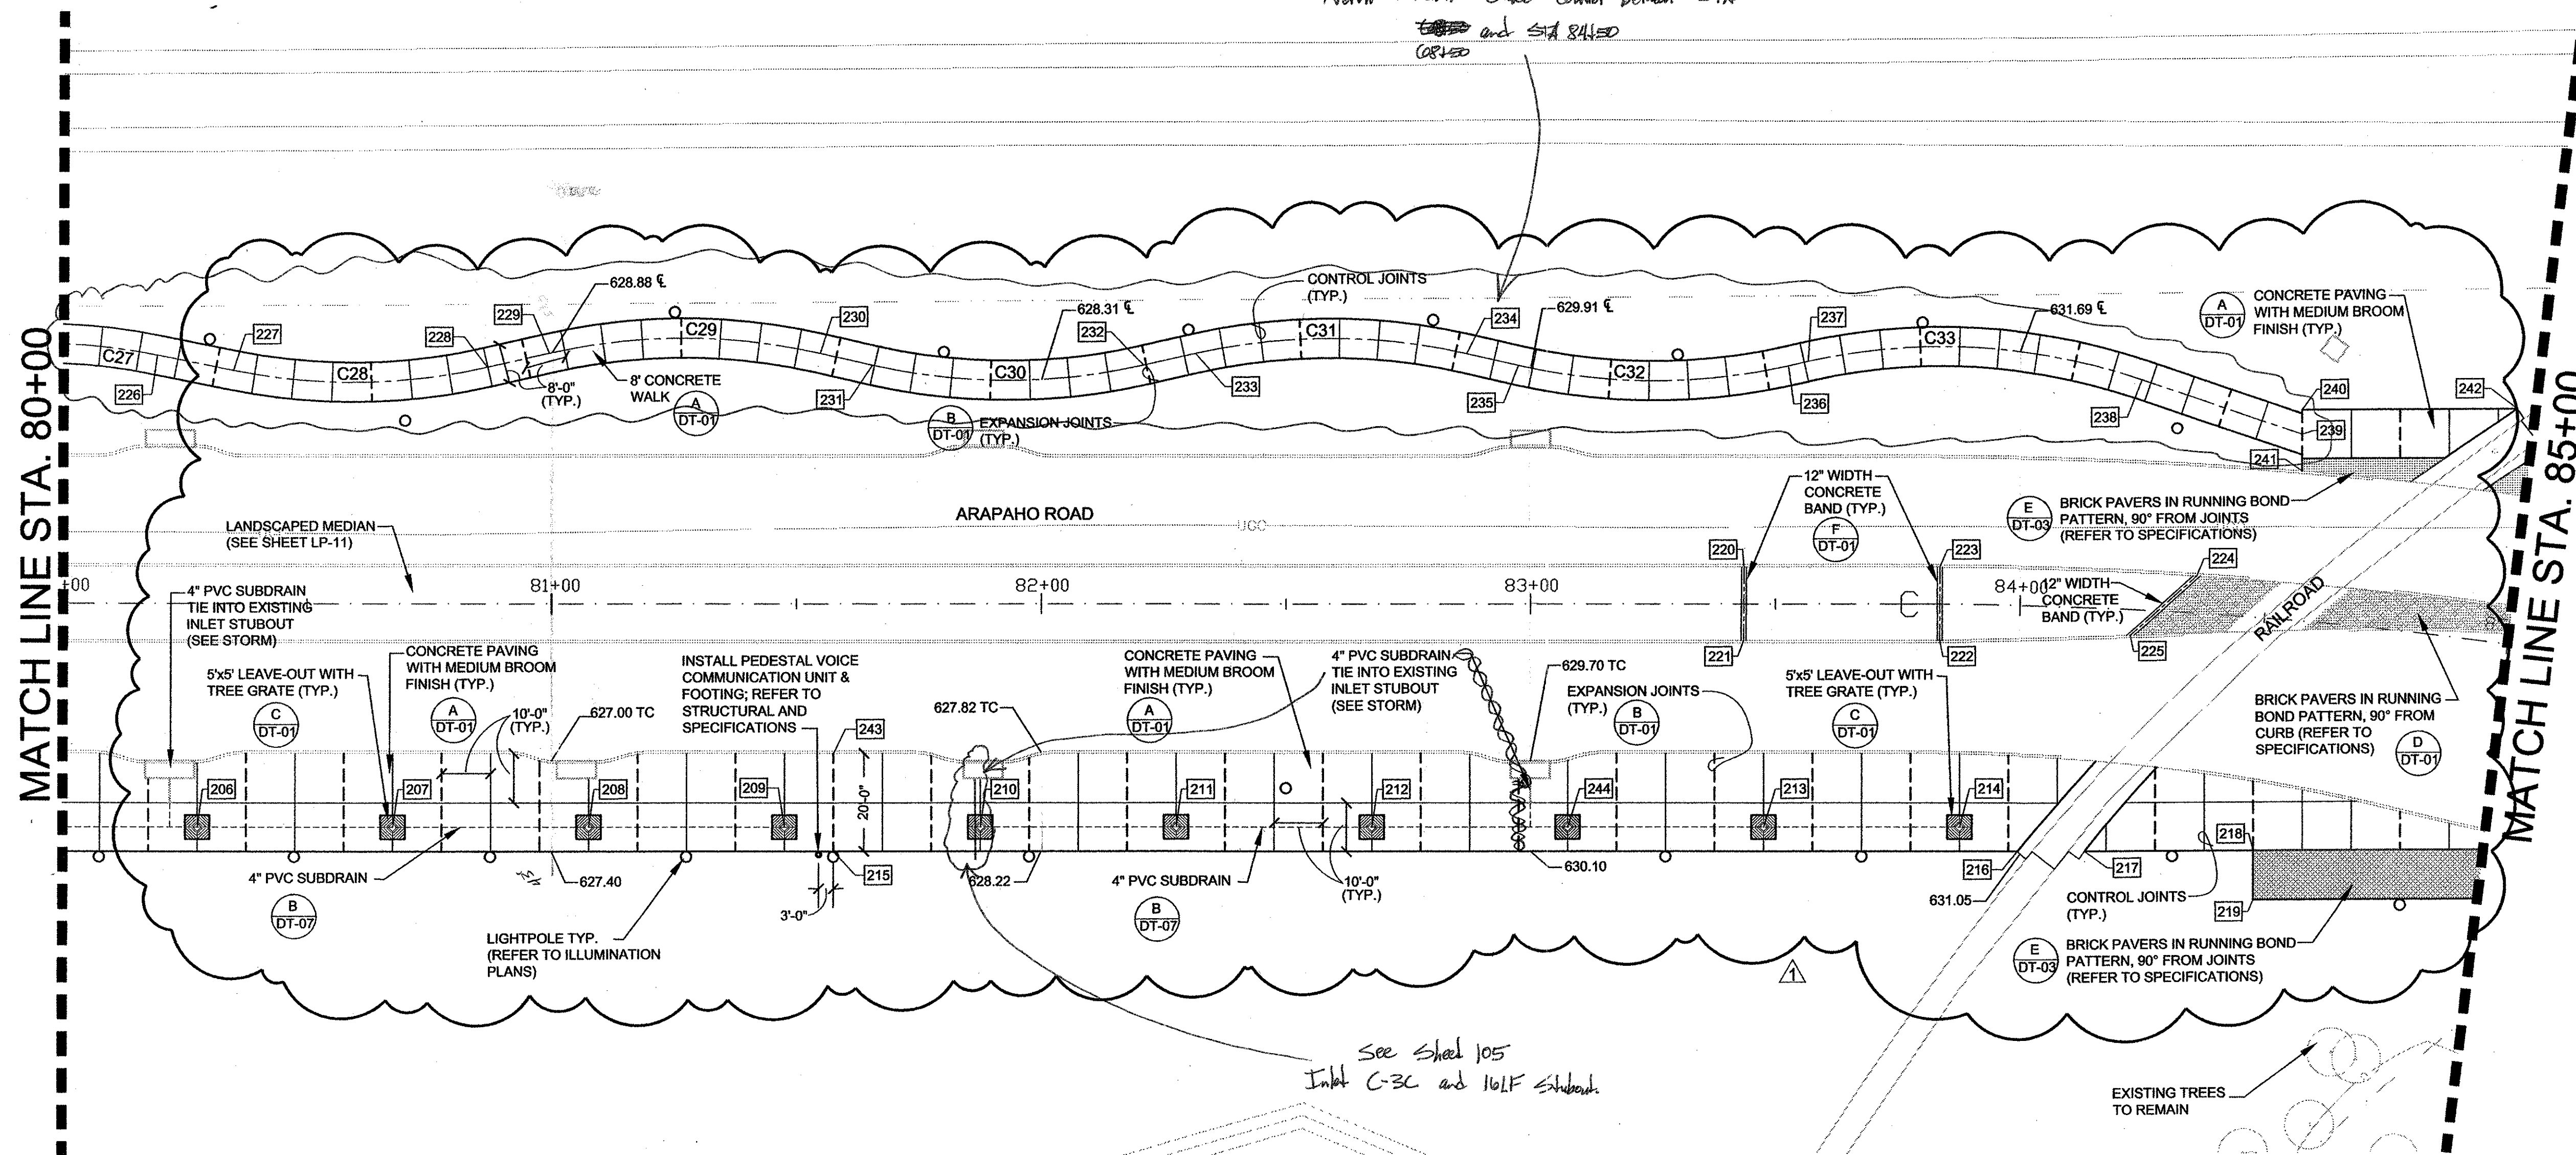 and STA 84+50
68+50
MATCH LINE STA. 80+00
MATCH LINE STA. 85+00
227
228
229
628.88 ℄
C27
C28
C29
C30
C31
C32
C33
226
8'-0"
(TYP.)
8' CONCRETE
WALK
A
DT-01
230
231
232
628.31 ℄
B
DT-01
EXPANSION JOINTS
(TYP.)
CONTROL JOINTS
(TYP.)
233
234
629.91 ℄
235
236
237
631.69 ℄
238
A
DT-01
CONCRETE PAVING
WITH MEDIUM BROOM
FINISH (TYP.)
240
242
239
241
LANDSCAPED MEDIAN
(SEE SHEET LP-11)
ARAPAHO ROAD
UGC
12" WIDTH
CONCRETE
BAND (TYP.)
F
DT-01
E
DT-03
BRICK PAVERS IN RUNNING BOND
PATTERN, 90° FROM JOINTS
(REFER TO SPECIFICATIONS)
220
223
224
+00
81+00
82+00
83+00
84+00
C
12" WIDTH
CONCRETE
BAND (TYP.)
RAILROAD
221
222
225
4" PVC SUBDRAIN
TIE INTO EXISTING
INLET STUBOUT
(SEE STORM)
5'x5' LEAVE-OUT WITH
TREE GRATE (TYP.)
C
DT-01
CONCRETE PAVING
WITH MEDIUM BROOM
FINISH (TYP.)
A
DT-01
10'-0"
(TYP.)
627.00 TC
INSTALL PEDESTAL VOICE
COMMUNICATION UNIT &
FOOTING; REFER TO
STRUCTURAL AND
SPECIFICATIONS
243
627.82 TC
CONCRETE PAVING
WITH MEDIUM BROOM
FINISH (TYP.)
A
DT-01
4" PVC SUBDRAIN
TIE INTO EXISTING
INLET STUBOUT
(SEE STORM)
629.70 TC
EXPANSION JOINTS
(TYP.)
B
DT-01
5'x5' LEAVE-OUT WITH
TREE GRATE (TYP.)
C
DT-01
BRICK PAVERS IN RUNNING
BOND PATTERN, 90° FROM
CURB (REFER TO
SPECIFICATIONS)
D
DT-01
206
207
208
209
20'-0"
210
211
212
244
213
214
218
4" PVC SUBDRAIN
B
DT-07
627.40
LIGHTPOLE TYP.
(REFER TO ILLUMINATION
PLANS)
3'-0"
215
628.22
4" PVC SUBDRAIN
B
DT-07
10'-0"
(TYP.)
630.10
216
217
631.05
CONTROL JOINTS
(TYP.)
219
1
E
DT-03
BRICK PAVERS IN RUNNING BOND
PATTERN, 90° FROM JOINTS
(REFER TO SPECIFICATIONS)
See Sheet 105
Inlet C-3C and 16LF Stubout.
EXISTING TREES
TO REMAIN